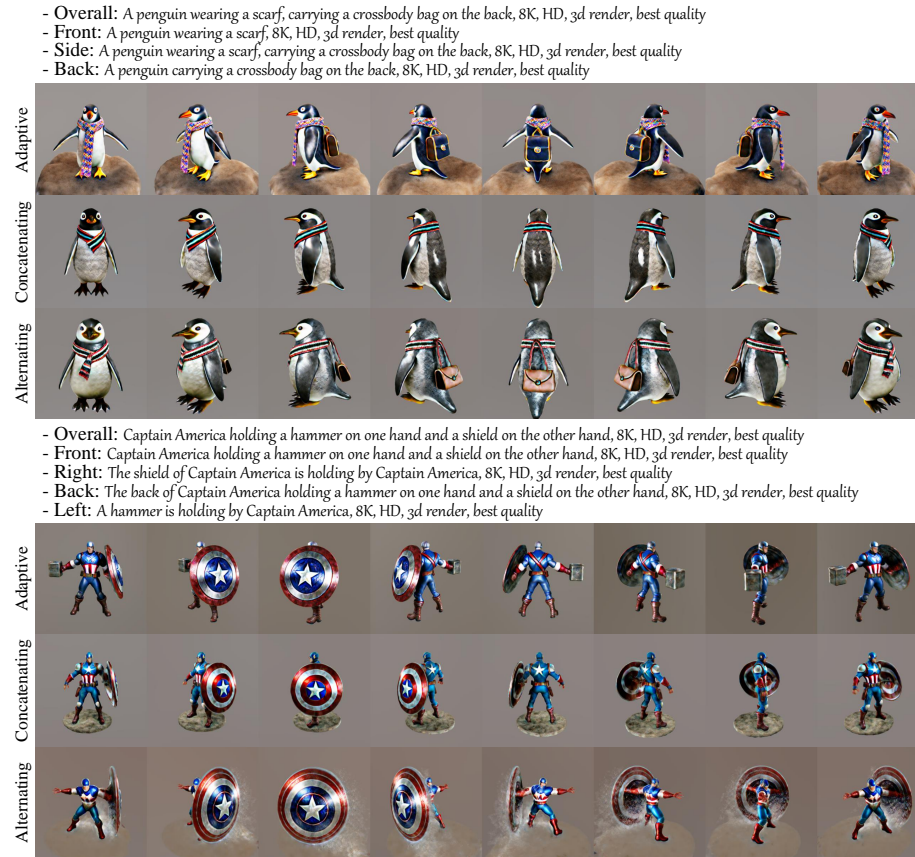 - Overall: A penguin wearing a scarf, carrying a crossbody bag on the back, 8K, HD, 3d render, best quality
- Front: A penguin wearing a scarf, 8K, HD, 3d render, best quality
- Side: A penguin wearing a scarf, carrying a crossbody bag on the back, 8K, HD, 3d render, best quality
- Back: A penguin carrying a crossbody bag on the back, 8K, HD, 3d render, best quality
Adaptive
Concatenating
Alternating
- Overall: Captain America holding a hammer on one hand and a shield on the other hand, 8K, HD, 3d render, best quality
- Front: Captain America holding a hammer on one hand and a shield on the other hand, 8K, HD, 3d render, best quality
- Right: The shield of Captain America is holding by Captain America, 8K, HD, 3d render, best quality
- Back: The back of Captain America holding a hammer on one hand and a shield on the other hand, 8K, HD, 3d render, best quality
- Left: A hammer is holding by Captain America, 8K, HD, 3d render, best quality
Adaptive
Concatenating
Alternating